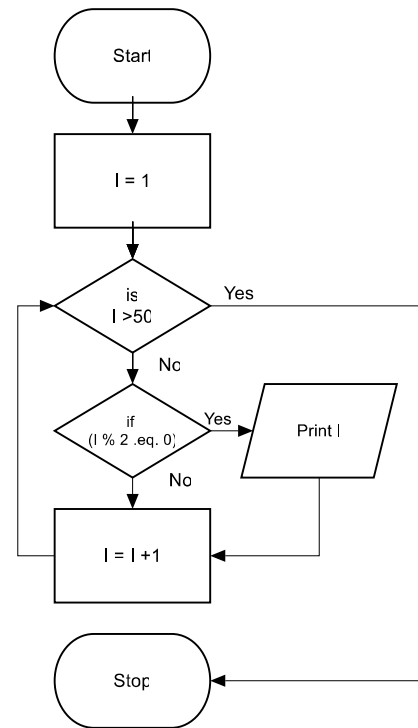 Start
I = 1
is
I >50
Yes
No
if
(I % 2 .eq. 0)
Yes
Print I
No
I = I +1
Stop